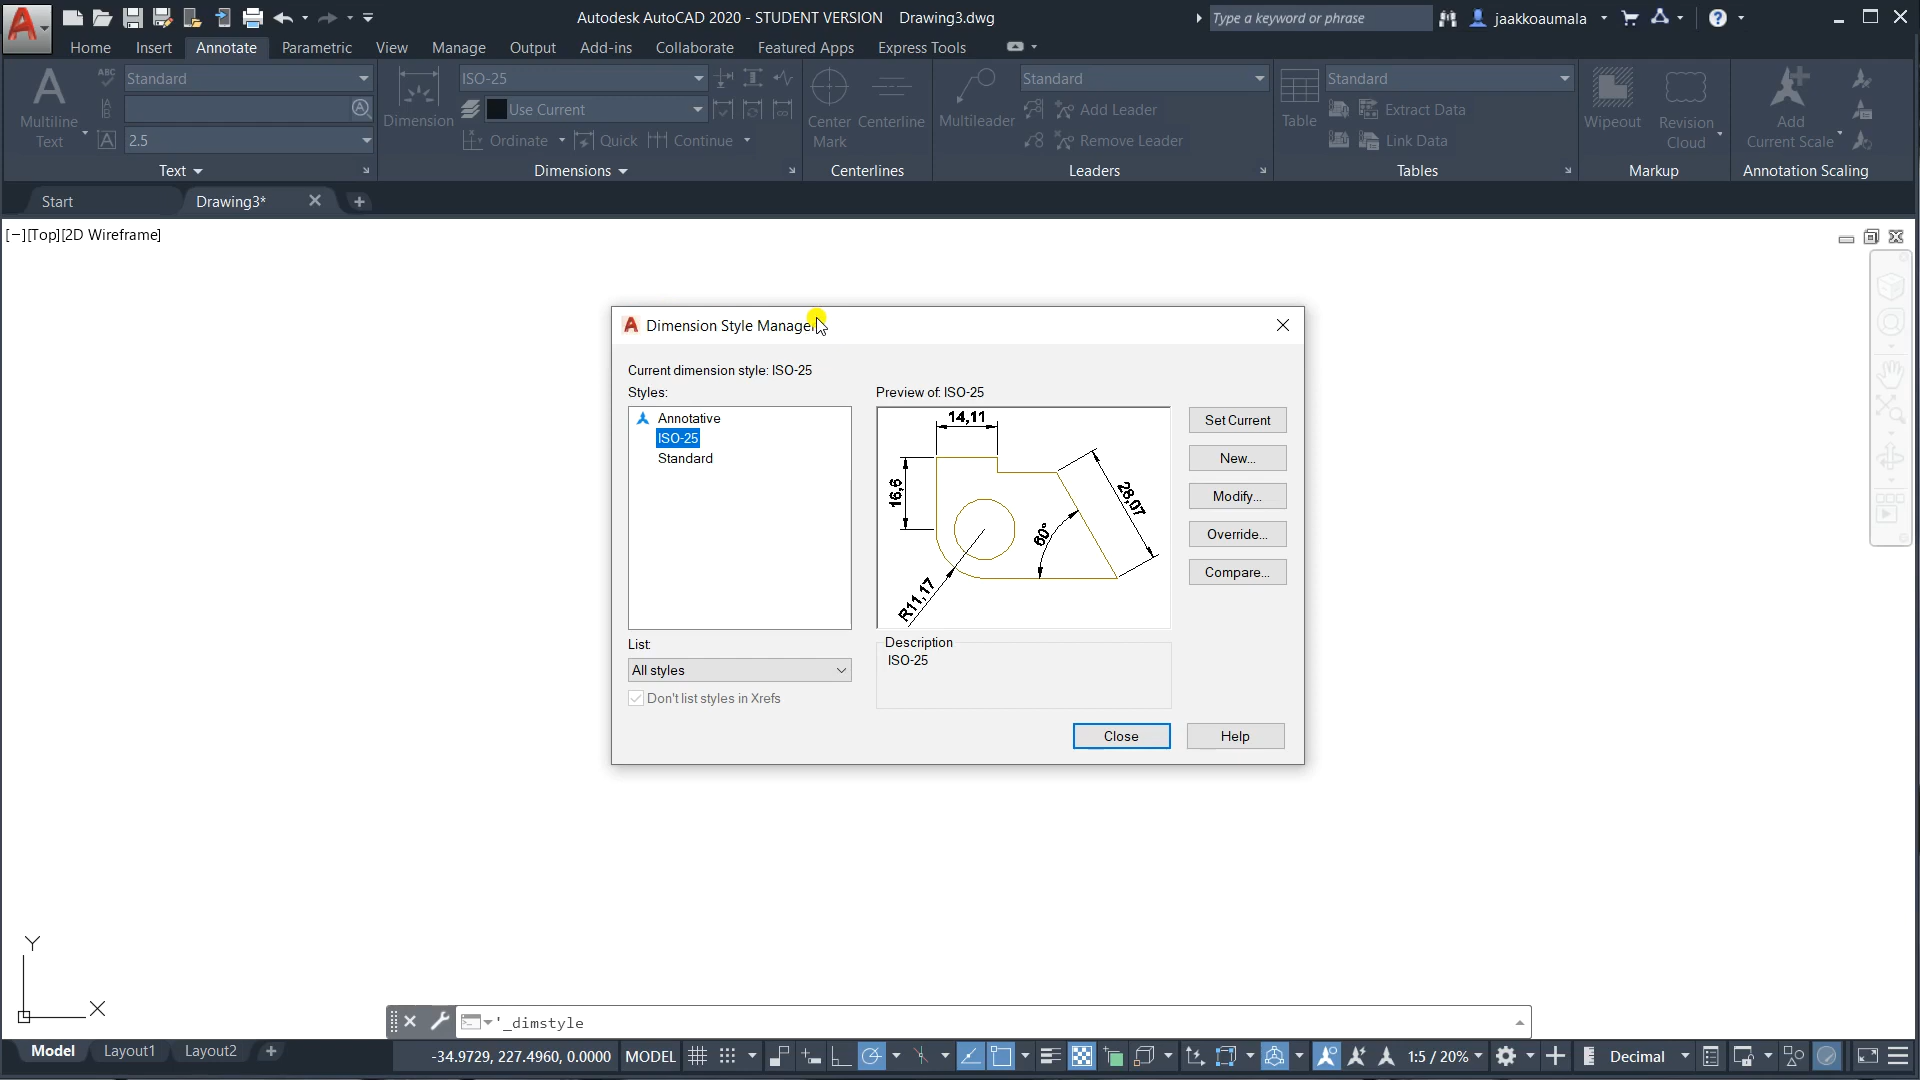 Autodesk AutoCAD 2020 - STUDENT VERSION Drawing3.dwg
Type a keyword or phrase
jaakkoaumala
Home Insert Annotate Parametric View Manage Output Add-ins Collaborate Featured Apps Express Tools
Multiline
Text
ABC
Standard
2.5
Text
Dimension
ISO-25
Use Current
Ordinate Quick Continue
Dimensions
Center
Mark
Centerline
Centerlines
Multileader
Standard
Add Leader
Remove Leader
Leaders
Table
Standard
Extract Data
Link Data
Tables
Wipeout
Revision
Cloud
Markup
Add
Current Scale
Annotation Scaling
Start Drawing3*
[−][Top][2D Wireframe]
Dimension Style Manager
Current dimension style: ISO-25
Styles:
Annotative
ISO-25
Standard
List:
All styles
Don't list styles in Xrefs
Preview of: ISO-25
14,11
16,6
28,07
60°
R11,17
Description
ISO-25
Set Current
New...
Modify...
Override...
Compare...
Close
Help
Y
X
'_dimstyle
Model Layout1 Layout2
-34.9729, 227.4960, 0.0000 MODEL
1:5 / 20%
Decimal